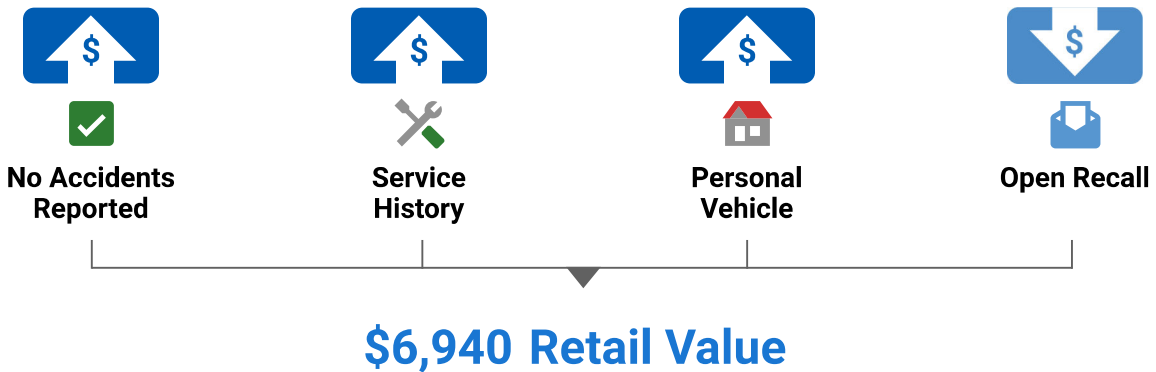 $ $ $ $
No Accidents Service Personal Open Recall
Reported History Vehicle
$6,940 Retail Value